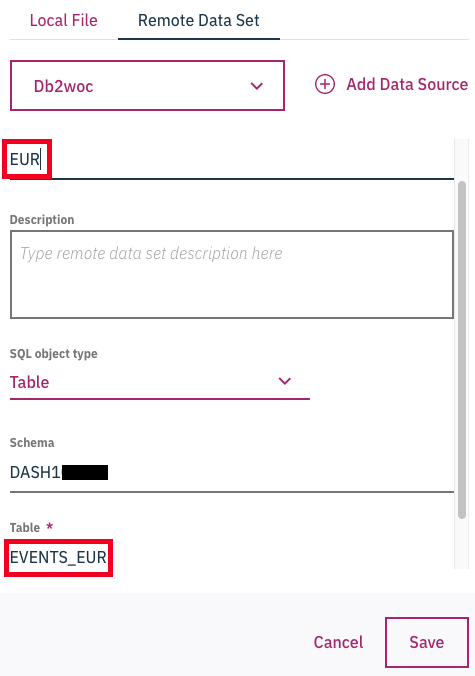 Local File Remote Data Set
Db2woc Add Data Source
EUR
Description
Type remote data set description here
SQL object type
Table
Schema
DASH1
Table *
EVENTS_EUR
Cancel Save